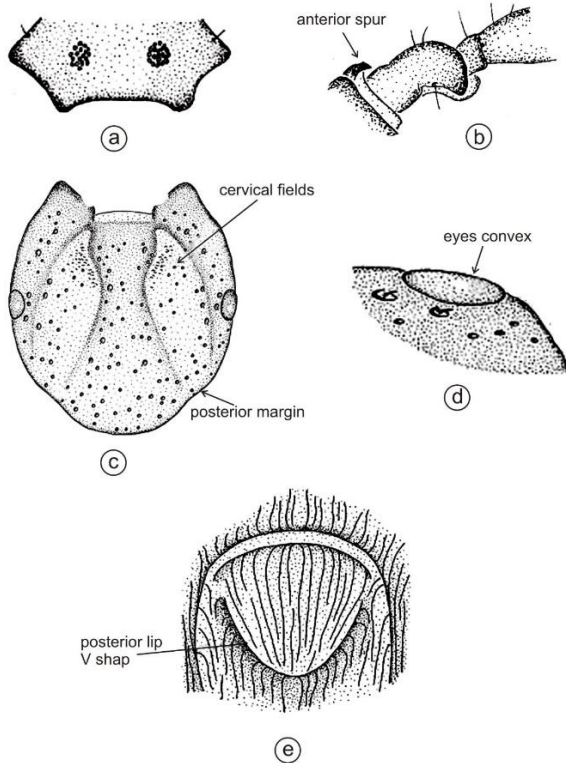 anterior spur
a
b
cervical fields
eyes convex
posterior margin
d
c
posterior lip
V shap
e